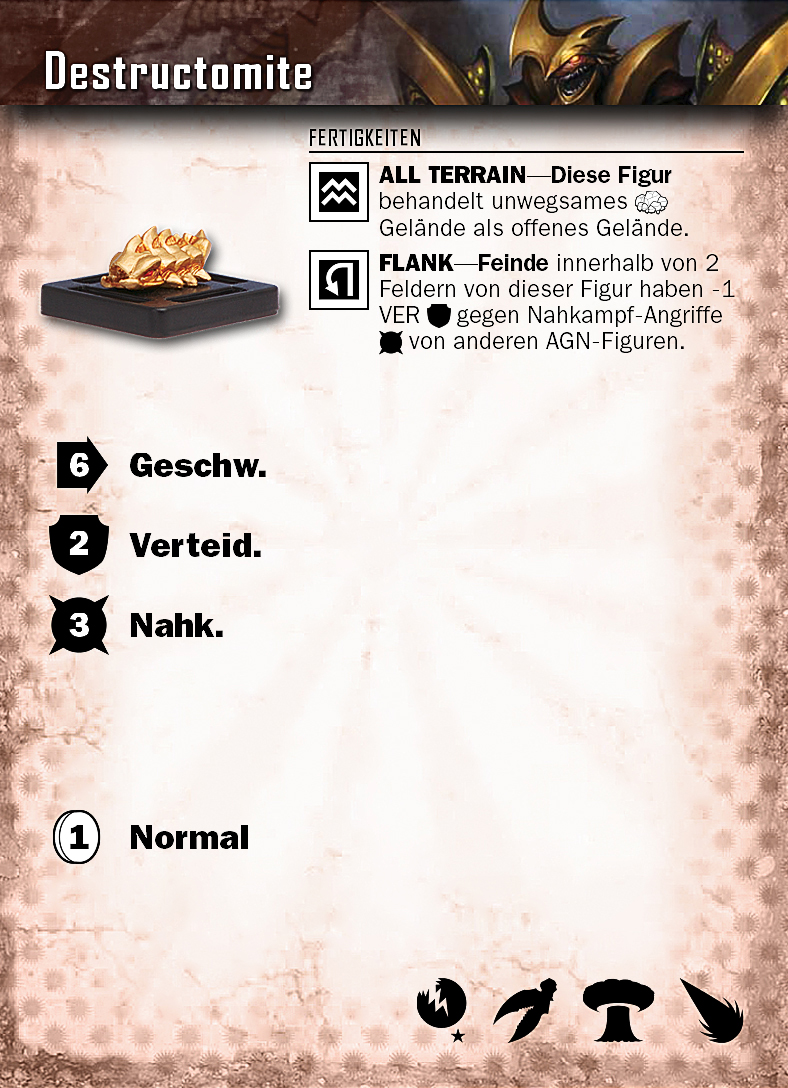 Destructomite
FERTIGKEITEN
ALL TERRAIN—Diese Figur
behandelt unwegsames
Gelände als offenes Gelände.
FLANK—Feinde innerhalb von 2
Feldern von dieser Figur haben -1
VER gegen Nahkampf-Angriffe
von anderen AGN-Figuren.
6 Geschw.
2 Verteid.
3 Nahk.
1 Normal